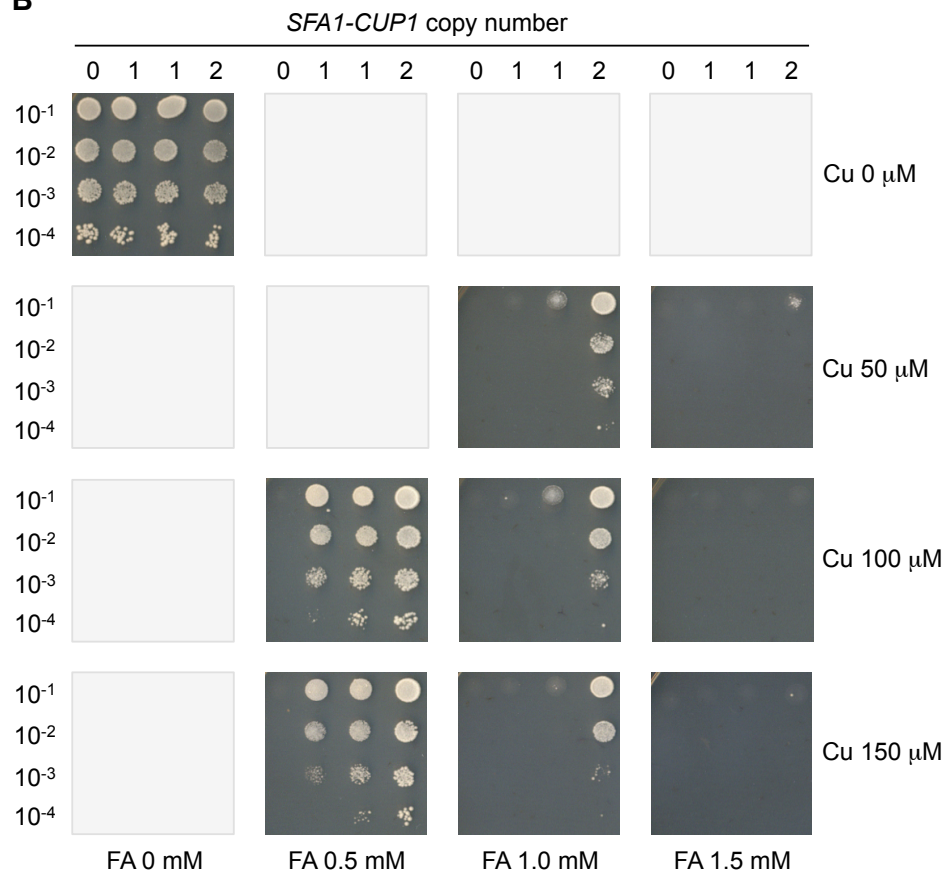 B
SFA1-CUP1 copy number
0 1 1 2 0 1 1 2 0 1 1 2 0 1 1 2
10-1
10-2
10-3
10-4
Cu 0 µM
10-1
10-2
10-3
10-4
Cu 50 µM
10-1
10-2
10-3
10-4
Cu 100 µM
10-1
10-2
10-3
10-4
Cu 150 µM
FA 0 mM FA 0.5 mM FA 1.0 mM FA 1.5 mM